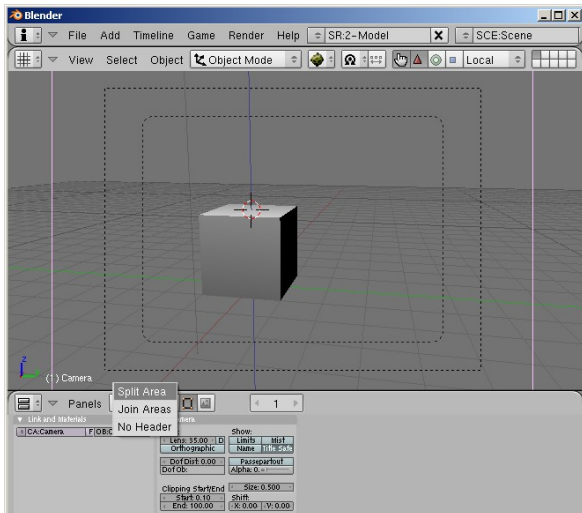 Blender
File Add Timeline Game Render Help SR:2-Model X SCE:Scene
View Select Object Object Mode Local
z
(1) Camera
Split Area
Join Areas
No Header
Panels 1
Link and Materials
CA:Camera F OB:C
Lens: 35.00 D
Orthographic
Show:
Limits Mist
Name Title Safe
Dof Dist: 0.00
Dof Ob:
Passepartout
Alpha: 0.
Clipping Start/End
Start: 0.10
End: 100.00
Size: 0.500
Shift:
X: 0.00 Y: 0.00